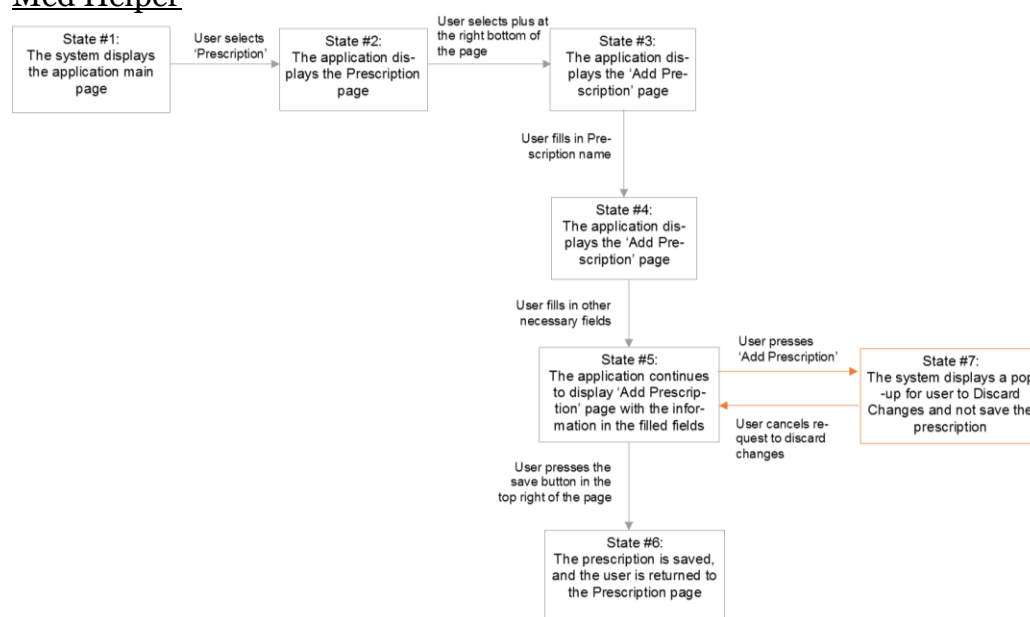 Med Helper
State #1:
The system displays
the application main
page
User selects
‘Prescription’
State #2:
The application dis-
plays the Prescription
page
User selects plus at
the right bottom of
the page
State #3:
The application dis-
plays the ‘Add Pre-
scription’ page
User fills in Pre-
scription name
State #4:
The application dis-
plays the ‘Add Pre-
scription’ page
User fills in other
necessary fields
State #5:
The application continues
to display ‘Add Prescrip-
tion’ page with the infor-
mation in the filled fields
User presses
‘Add Prescription’
State #7:
The system displays a pop
-up for user to Discard
Changes and not save the
prescription
User cancels re-
quest to discard
changes
User presses the
save button in the
top right of the page
State #6:
The prescription is saved,
and the user is returned to
the Prescription page